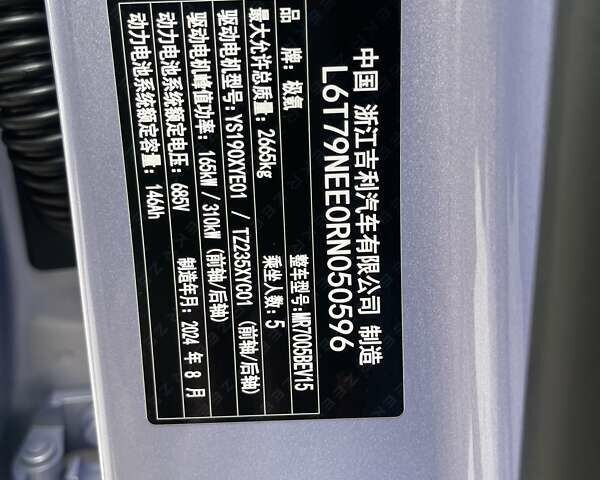 中国 浙江吉利汽车有限公司 制造
L6T79NEE0RN050596
品 牌：极氪 整车型号：MR7005BEV15
最大允许总质量：2665kg 乘坐人数：5
驱动电机型号：YS190XYE01 / TZ235XYC01 (前轴/后轴)
驱动电机峰值功率：165kW / 310kW (前轴/后轴)
动力电池系统额定电压：685V 制造年月：2024 年 8 月
动力电池系统额定容量：146Ah